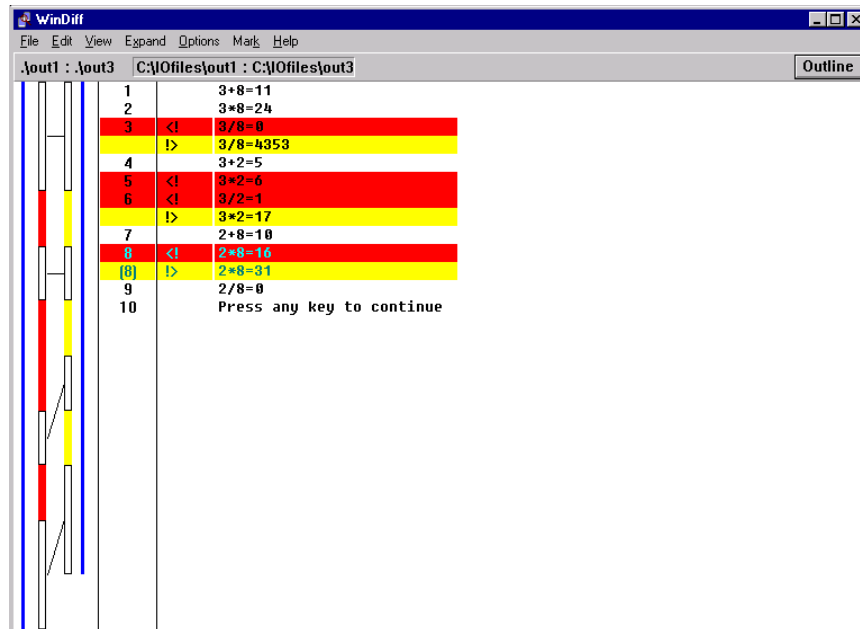 WinDiff
File Edit View Expand Options Mark Help
.\out1 : .\out3 C:\IOfiles\out1 : C:\IOfiles\out3 Outline
1 3+8=11
2 3*8=24
3 <! 3/8=0
!> 3/8=4353
4 3+2=5
5 <! 3*2=6
6 <! 3/2=1
!> 3*2=17
7 2+8=10
8 <! 2*8=16
(8) !> 2*8=31
9 2/8=0
10 Press any key to continue